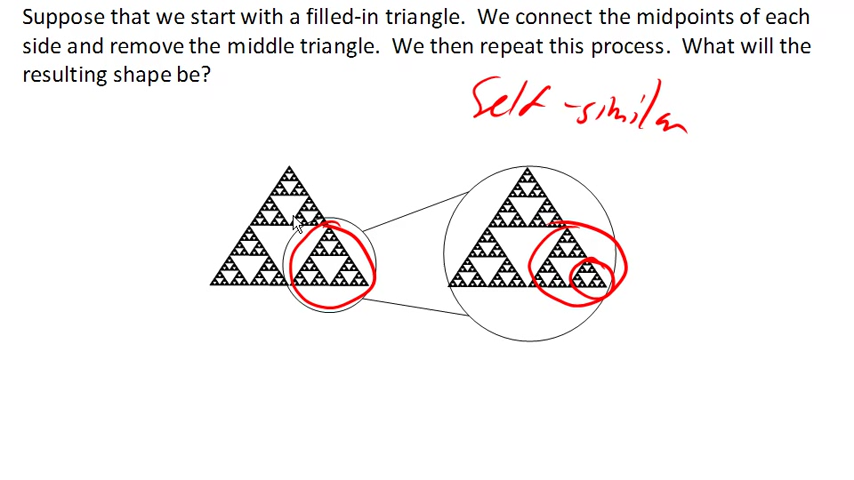 Suppose that we start with a filled-in triangle. We connect the midpoints of each
side and remove the middle triangle. We then repeat this process. What will the
resulting shape be?
Self-similar